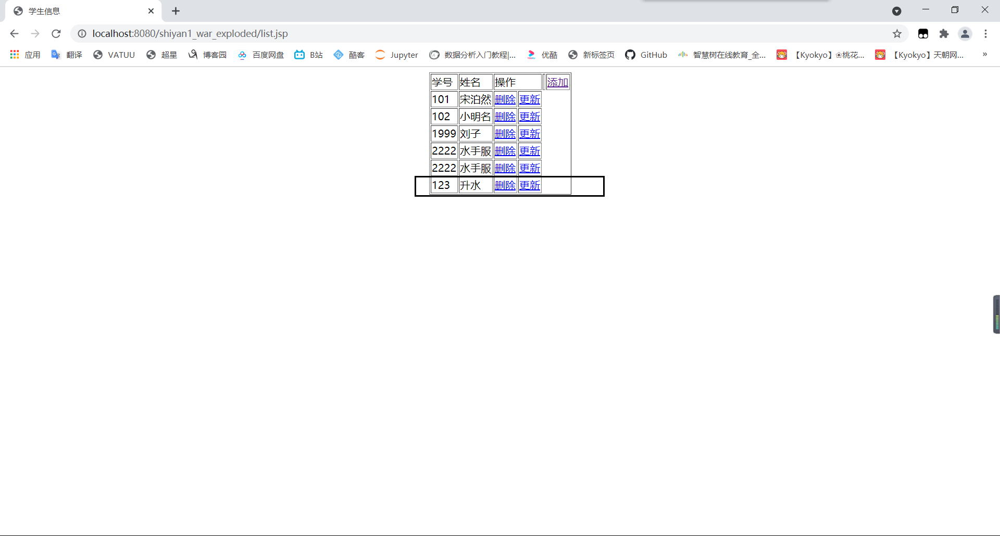 学生信息
localhost:8080/shiyan1_war_exploded/list.jsp
应用 翻译 VATUU 超星 博客园 百度网盘 B站 酷客 Jupyter 数据分析入门教程|... 优酷 新标签页 GitHub 智慧树在线教育_全... 【Kyokyo】❀桃花... 【Kyokyo】天朝网... »
学号 姓名 操作 添加
101 宋泊然 删除 更新
102 小明名 删除 更新
1999 刘子 删除 更新
2222 水手服 删除 更新
2222 水手服 删除 更新
123 升水 删除 更新